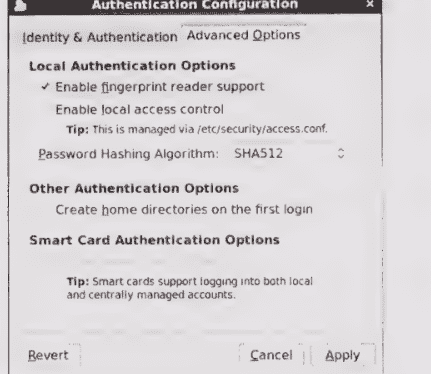 Authentication Configuration
Identity & Authentication Advanced Options
Local Authentication Options
Enable fingerprint reader support
Enable local access control
Tip: This is managed via /etc/security/access.conf.
Password Hashing Algorithm: SHA512
Other Authentication Options
Create home directories on the first login
Smart Card Authentication Options
Tip: Smart cards support logging into both local
and centrally managed accounts.
Revert Cancel Apply